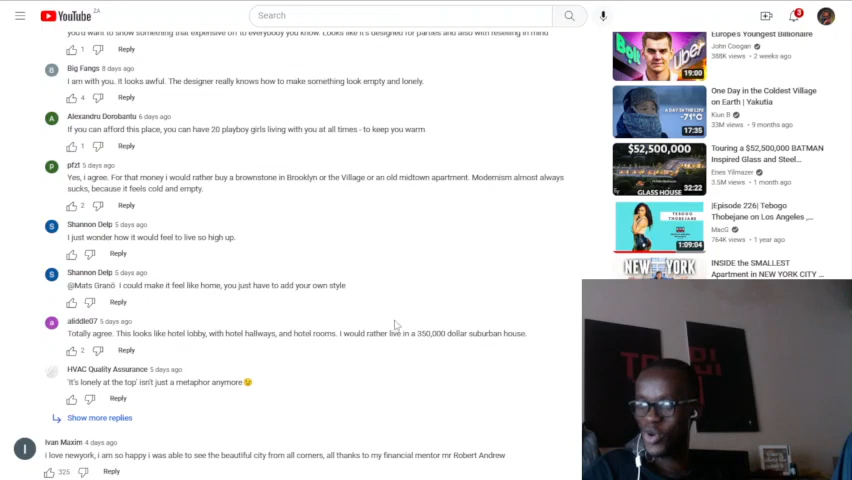 YouTube ZA
Search
3
you'd want to show something that expensive off to everybody you know. Looks like it's designed for parties and also with reselling in mind
1 Reply
B Big Fangs 8 days ago
I am with you. It looks awful. The designer really knows how to make something look empty and lonely.
4 Reply
A Alexandru Dorobantu 6 days ago
If you can afford this place, you can have 20 playboy girls living with you at all times - to keep you warm
1 Reply
p pfzt 5 days ago
Yes, i agree. For that money i would rather buy a brownstone in Brooklyn or the Village or an old midtown apartment. Modernism almost always
sucks, because it feels cold and empty.
2 Reply
S Shannon Delp 5 days ago
I just wonder how it would feel to live so high up.
Reply
S Shannon Delp 5 days ago
@Mats Granö I could make it feel like home, you just have to add your own style
Reply
a aliddle07 5 days ago
Totally agree. This looks like hotel lobby, with hotel hallways, and hotel rooms. I would rather live in a 350,000 dollar suburban house.
2 Reply
HVAC Quality Assurance 5 days ago
'It's lonely at the top' isn't just a metaphor anymore😉
Reply
Show more replies
I Ivan Maxim 4 days ago
i love newyork, i am so happy i was able to see the beautiful city from all corners, all thanks to my financial mentor mr Robert Andrew
325 Reply
Bolt Uber
19:00
Europe's Youngest Billionaire
John Coogan
388K views • 2 weeks ago
A DAY IN THE LIFE
-71°C
17:35
One Day in the Coldest Village
on Earth | Yakutia
Kiun B
33M views • 9 months ago
$52,500,000
GLASS HOUSE
32:22
Touring a $52,500,000 BATMAN
Inspired Glass and Steel...
Enes Yilmazer
3.5M views • 1 month ago
TEBOGO
THOBEJANE
1:09:04
|Episode 226| Tebogo
Thobejane on Los Angeles ,...
MacG
764K views • 1 year ago
NEW YORK
INSIDE the SMALLEST
Apartment in NEW YORK CITY ...